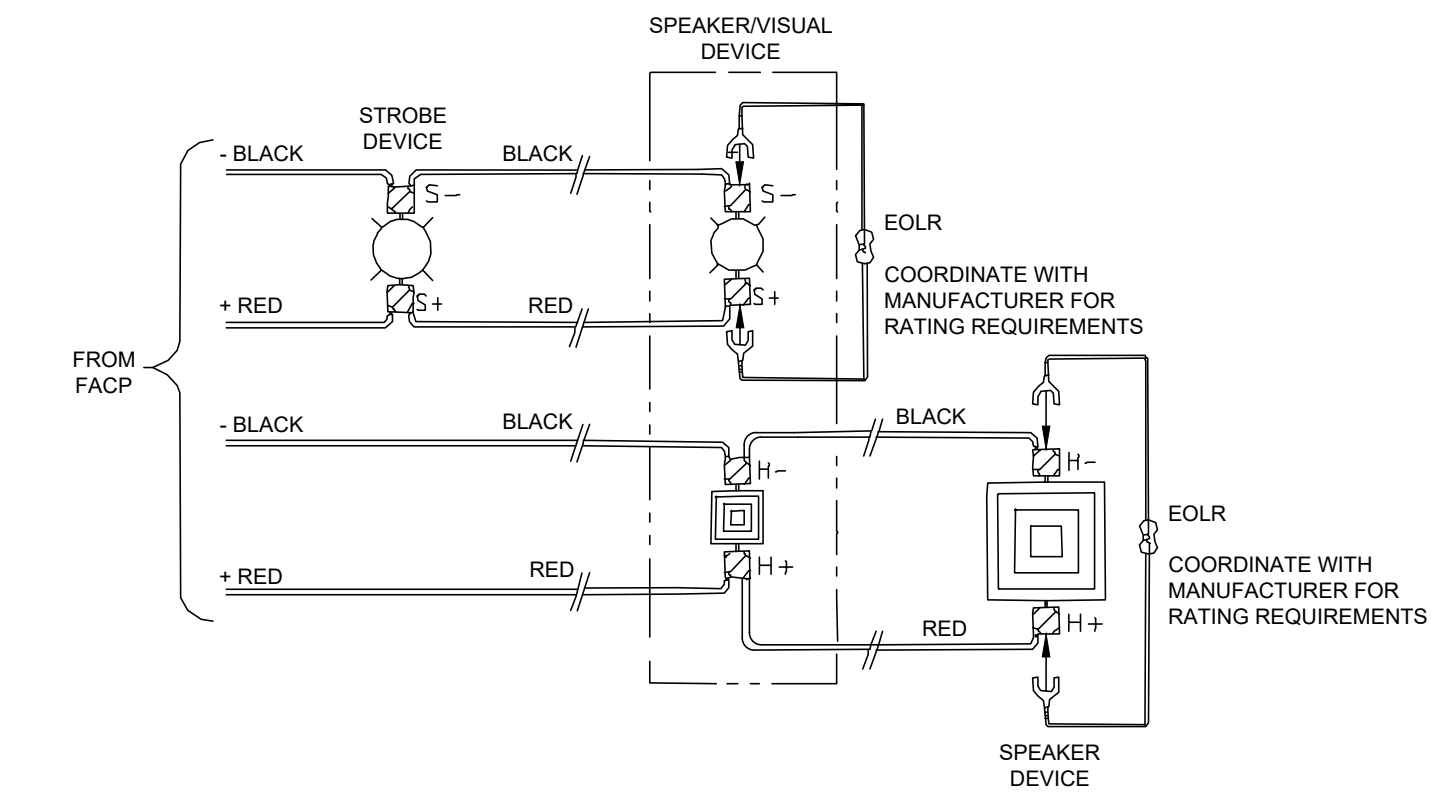 SPEAKER/VISUAL
DEVICE
STROBE
DEVICE
- BLACK
BLACK
S-
S-
EOLR
COORDINATE WITH
MANUFACTURER FOR
RATING REQUIREMENTS
+ RED
S+
RED
S+
FROM
FACP
- BLACK
BLACK
BLACK
H-
H-
EOLR
COORDINATE WITH
MANUFACTURER FOR
RATING REQUIREMENTS
+ RED
RED
H+
RED
H+
SPEAKER
DEVICE